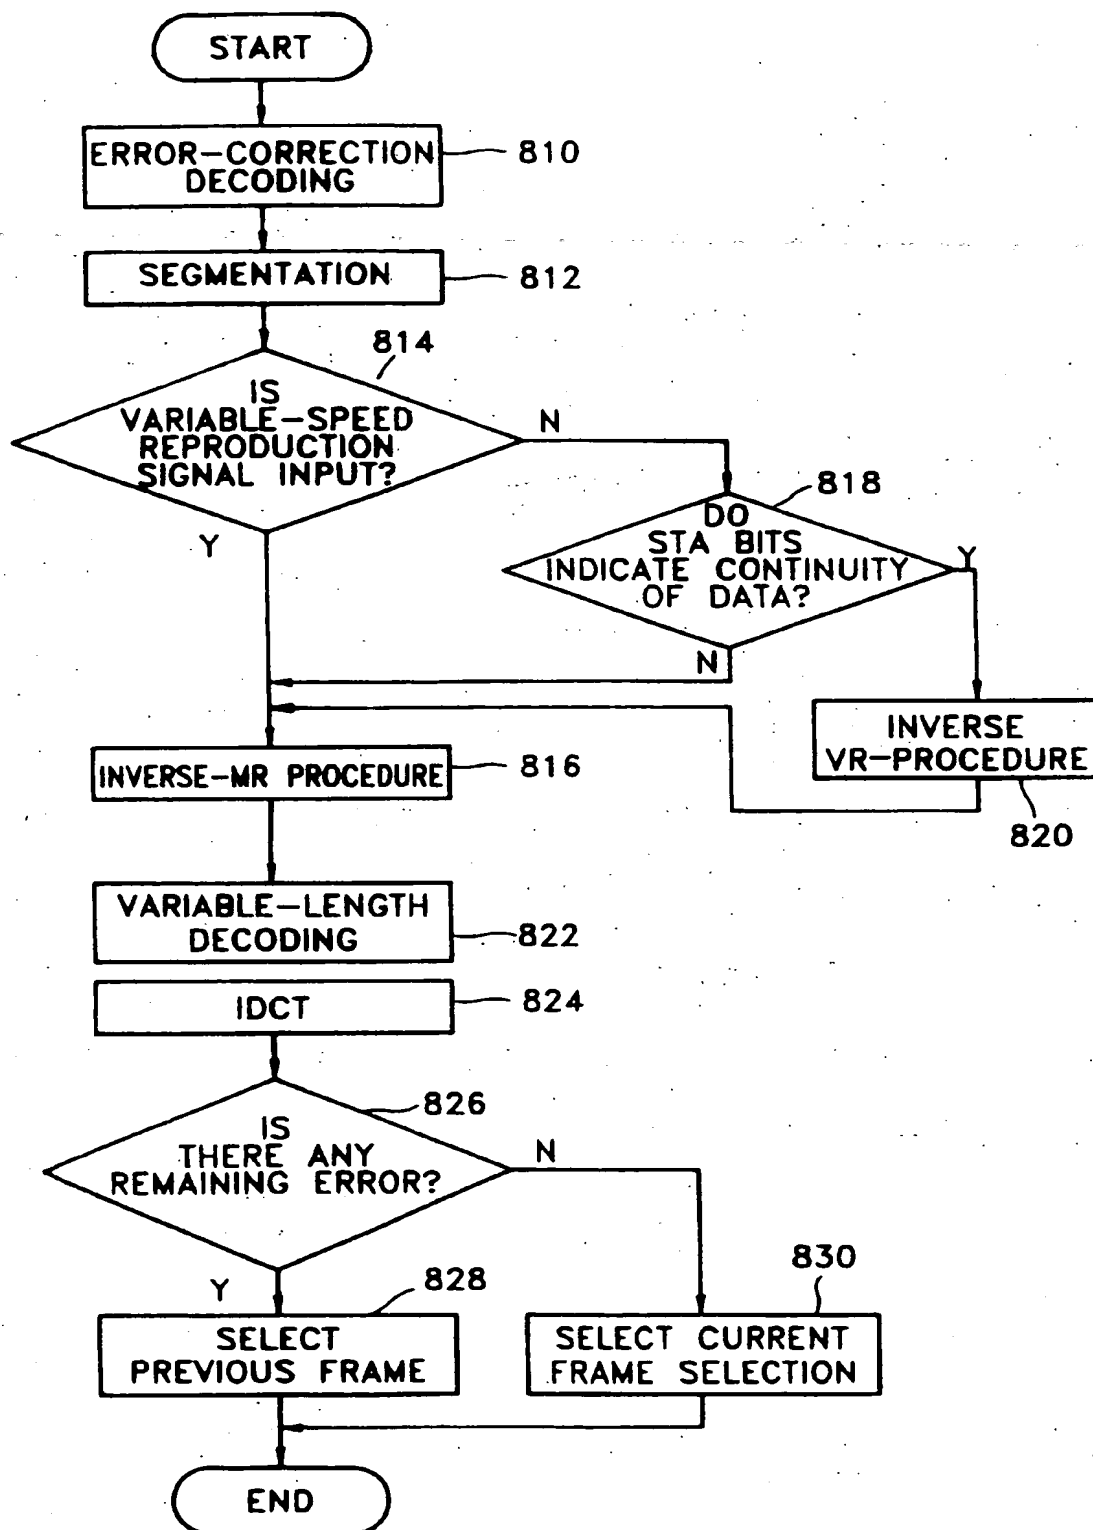 START
ERROR-CORRECTION
DECODING
810
SEGMENTATION
812
814
IS
VARIABLE-SPEED
REPRODUCTION
SIGNAL INPUT?
N
Y
818
DO
STA BITS
INDICATE CONTINUITY
OF DATA?
Y
N
INVERSE
VR-PROCEDURE
820
INVERSE-MR PROCEDURE
816
VARIABLE-LENGTH
DECODING
822
IDCT
824
826
IS
THERE ANY
REMAINING ERROR?
N
Y
828
SELECT
PREVIOUS FRAME
830
SELECT CURRENT
FRAME SELECTION
END